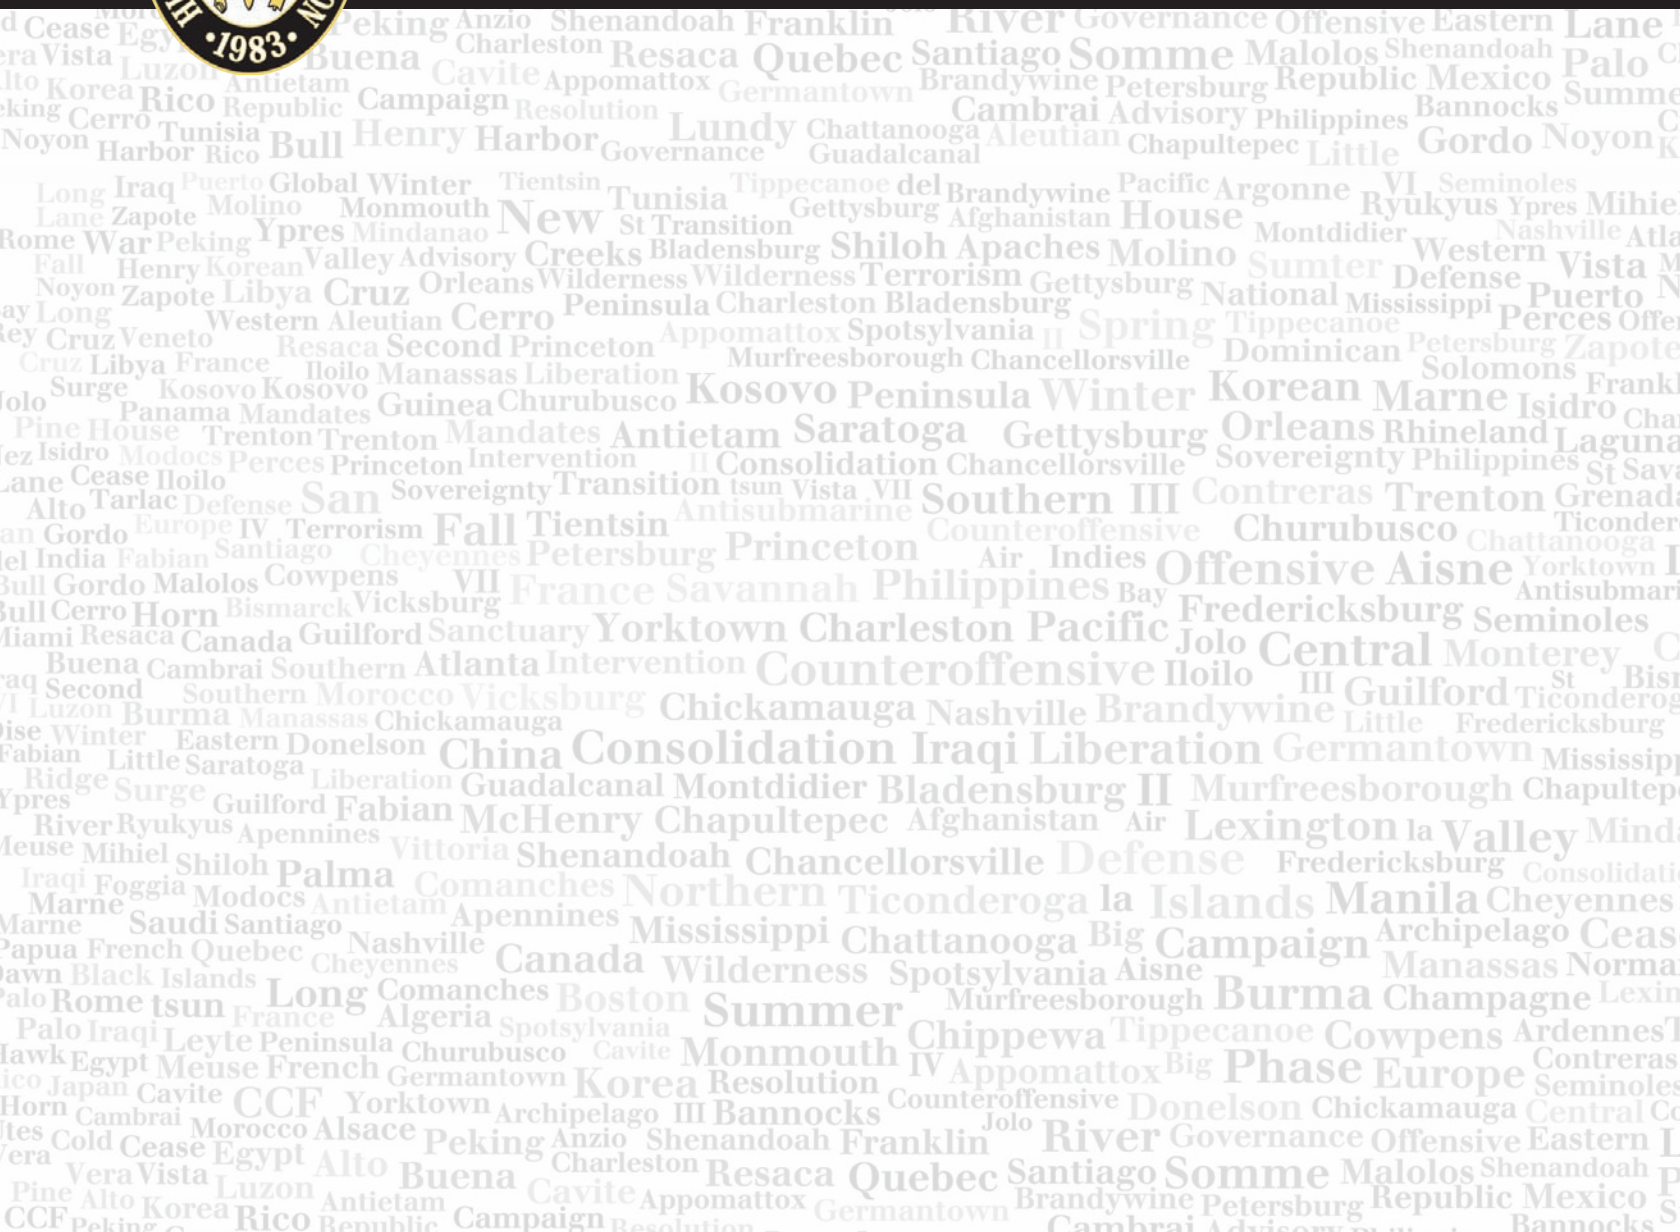 Cease Peking Anzio Shenandoah Franklin River Governance Offensive Eastern Lane
Vista Luzon Buena Charleston Resaca Quebec Santiago Somme Malolos Shenandoah Palo
·1983·
Korea Antietam Cavite Appomattox Germantown Brandywine Petersburg Republic Mexico
Cerro Rico Republic Campaign Resolution Cambrai Advisory Philippines Bannocks
Noyon Tunisia Bull Henry Harbor Lundy Chattanooga Aleutian Chapultepec Little Gordo Noyon
Harbor Rico Governance Guadalcanal
Long Iraq Puerto Global Winter Tientsin Tunisia Tippecanoe del Brandywine Pacific Argonne VI Seminoles
Lane Zapote Molino Monmouth New St Transition Gettysburg Afghanistan House Ryukyus Ypres
Rome War Peking Ypres Mindanao Montdidier Nashville
Fall Henry Korean Valley Advisory Creeks Bladensburg Shiloh Apaches Molino Sumter Western Vista
Noyon Zapote Libya Cruz Orleans Wilderness Wilderness Terrorism Gettysburg National Defense Puerto
Long Western Aleutian Cerro Peninsula Charleston Bladensburg Spring Tippecanoe Mississippi Perces
Cruz Veneto Resaca Second Princeton Appomattox Spotsylvania II Dominican Petersburg Zapote
Cruz Libya France Iloilo Manassas Liberation Murfreesborough Chancellorsville Solomons
Jolo Surge Kosovo Kosovo Guinea Churubusco Kosovo Peninsula Winter Korean Marne Isidro
Panama Mandates
Pine House Trenton Trenton Mandates Antietam Saratoga Gettysburg Orleans Rhineland Laguna
Isidro Modocs Perces Princeton Intervention II Consolidation Chancellorsville Sovereignty Philippines St
Lane Cease Iloilo Sovereignty Transition tsun Vista VII Southern III Contreras Trenton
Alto Tarlac Defense San Antisubmarine
Gordo Europe IV Terrorism Fall Tientsin Counteroffensive Churubusco Chattanooga
India Fabian Santiago Cheyennes Petersburg Princeton Air Indies Offensive Aisne Yorktown
Bull Gordo Malolos Cowpens VII France Savannah Philippines Bay
Bull Cerro Horn Bismarck Vicksburg Fredericksburg Seminoles
Miami Resaca Canada Guilford Sanctuary Yorktown Charleston Pacific Jolo Central Monterey
Buena Cambrai Southern Atlanta Intervention Counteroffensive Iloilo
Second Southern Morocco Vicksburg III Guilford St
VI Luzon Burma Manassas Chickamauga Chickamauga Nashville Brandywine Little Fredericksburg
Winter Eastern Donelson China Consolidation Iraqi Liberation Germantown
Fabian Little Saratoga
Ridge Surge Liberation Guadalcanal Montdidier Bladensburg II Murfreesborough
Ypres Guilford Fabian McHenry Chapultepec Afghanistan Air Lexington la Valley
River Ryukyus Apennines
Meuse Mihiel Shiloh Palma Vittoria Shenandoah Chancellorsville Defense Fredericksburg
Iraqi Foggia Modocs Antietam Comanches Northern Ticonderoga la Islands Manila Cheyennes
Marne
Marne Saudi Santiago Apennines Mississippi Chattanooga Big Campaign Archipelago
Papua French Quebec Nashville Canada Wilderness Spotsylvania Aisne Manassas
Black Islands Cheyennes
Rome tsun Long Comanches Boston Summer Murfreesborough Burma Champagne
France Algeria Spotsylvania
Palo Iraqi Leyte Peninsula Churubusco Cavite Monmouth Chippewa Tippecanoe Cowpens Ardennes
Egypt Meuse French Germantown Korea Resolution IV Appomattox Big Phase Europe Contreras
Japan Cavite CCF Yorktown Archipelago III Bannocks Counteroffensive Donelson Chickamauga Central
Horn Cambrai Morocco Alsace Jolo
Cold Cease Egypt Peking Anzio Shenandoah Franklin River Governance Offensive Eastern
Vera Vista Alto Buena Charleston Resaca Quebec Santiago Somme Malolos Shenandoah
Pine Alto Luzon Antietam Cavite Appomattox Germantown Brandywine Petersburg Republic Mexico
CCF Peking Korea Rico Republic Campaign Resolution Cambrai Advisory